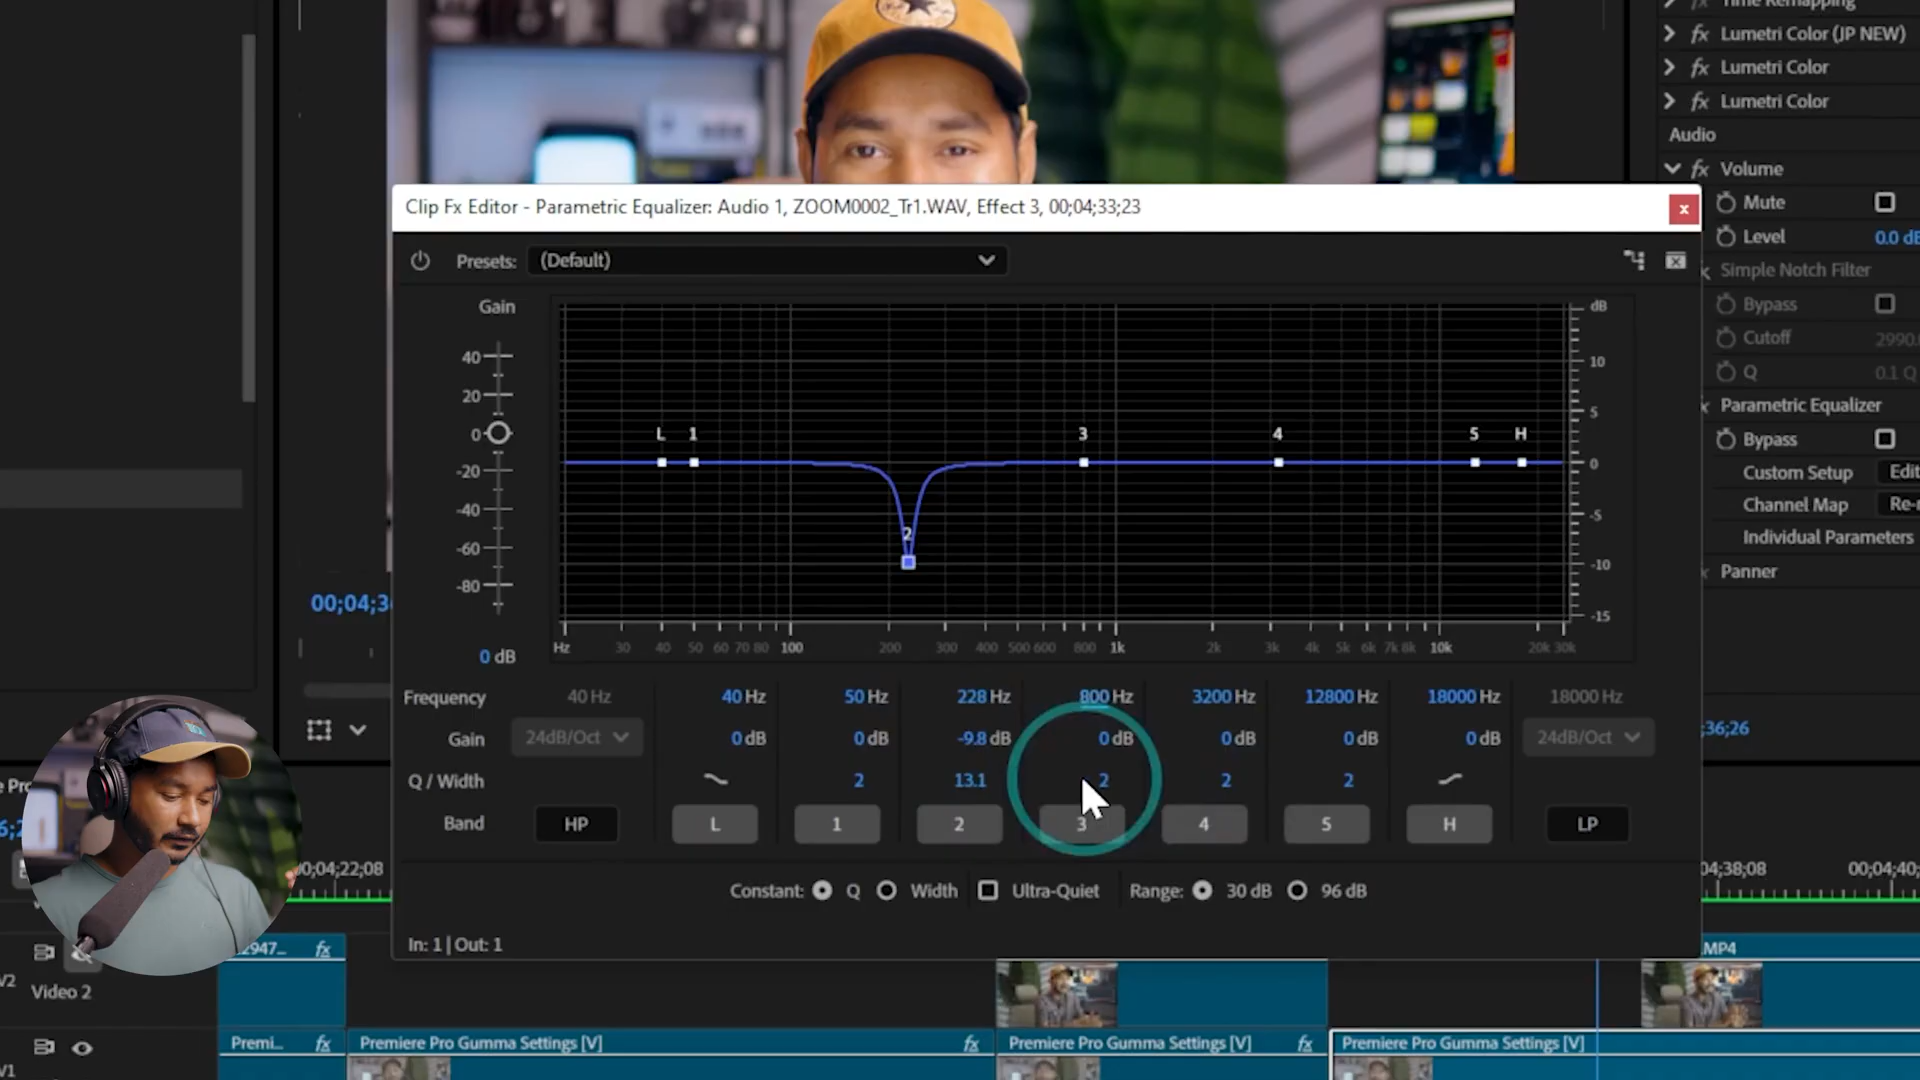 Time Remapping
Lumetri Color (JP NEW)
Lumetri Color
Lumetri Color
Audio
Volume
Mute
Level 0.0 dB
Simple Notch Filter
Bypass
Cutoff 2990.
Q 0.1 Q
Parametric Equalizer
Bypass
Custom Setup Edit
Channel Map Re-
Individual Parameters
Panner
Clip Fx Editor - Parametric Equalizer: Audio 1, ZOOM0002_Tr1.WAV, Effect 3, 00;04;33;23
x
Presets: (Default)
Gain
dB
40
20
0
-20
-40
-60
-80
0 dB
10
5
0
-5
-10
-15
L 1 2 3 4 5 H
Hz 30 40 50 60 70 80 100 200 300 400 500 600 800 1k 2k 3k 4k 5k 6k 7k 8k 10k 20k 30k
Frequency 40 Hz 40 Hz 50 Hz 228 Hz 800 Hz 3200 Hz 12800 Hz 18000 Hz 18000 Hz
Gain 24dB/Oct 0 dB 0 dB -9.8 dB 0 dB 0 dB 0 dB 0 dB 24dB/Oct
Q / Width 2 13.1 2 2 2
Band HP L 1 2 3 4 5 H LP
Constant: Q Width Ultra-Quiet Range: 30 dB 96 dB
In: 1 | Out: 1
00;04;3
;36;26
00;04;22;08
04;38;08
00;04;40;
V2
Video 2
2947... fx
.MP4
V1
Premi... fx
Premiere Pro Gumma Settings [V] fx
Premiere Pro Gumma Settings [V] fx
Premiere Pro Gumma Settings [V]